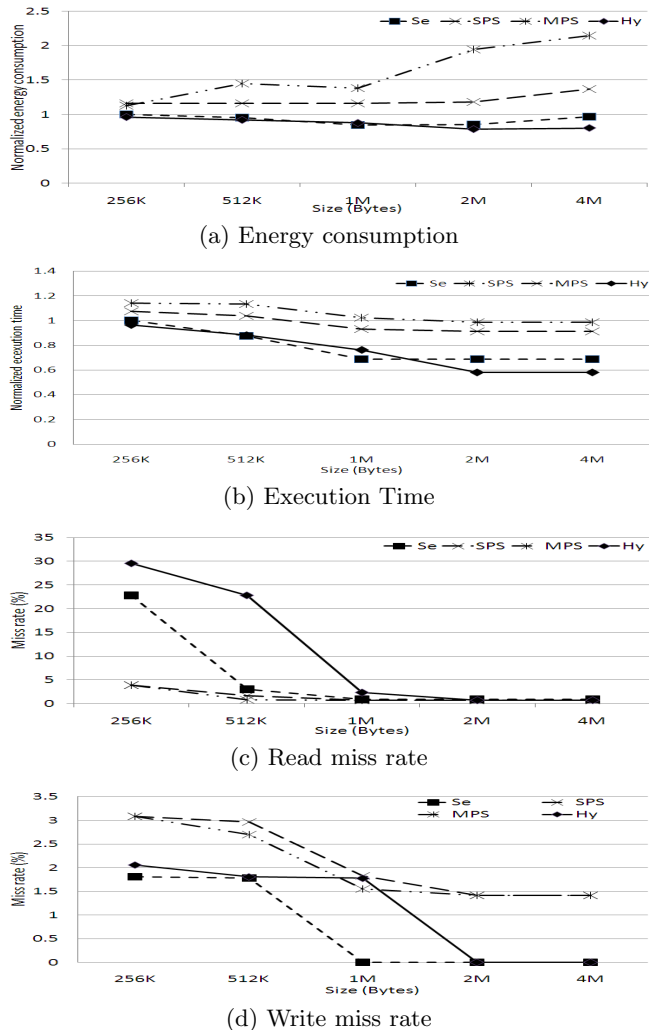 2.5
Se SPS MPS Hy
2
1.5
1
0.5
0
Normalized energy consumption
256K 512K 1M 2M 4M
Size (Bytes)
(a) Energy consumption
1.4
Se SPS MPS Hy
1.2
1
0.8
0.6
0.4
0.2
0
Normalized ecexution time
256K 512K 1M 2M 4M
Size (Bytes)
(b) Execution Time
35
Se SPS MPS Hy
30
25
20
15
10
5
0
Miss rate (%)
256K 512K 1M 2M 4M
Size (Bytes)
(c) Read miss rate
3.5
Se SPS
MPS Hy
3
2.5
2
1.5
1
0.5
0
Miss rate (%)
256K 512K 1M 2M 4M
Size (Bytes)
(d) Write miss rate